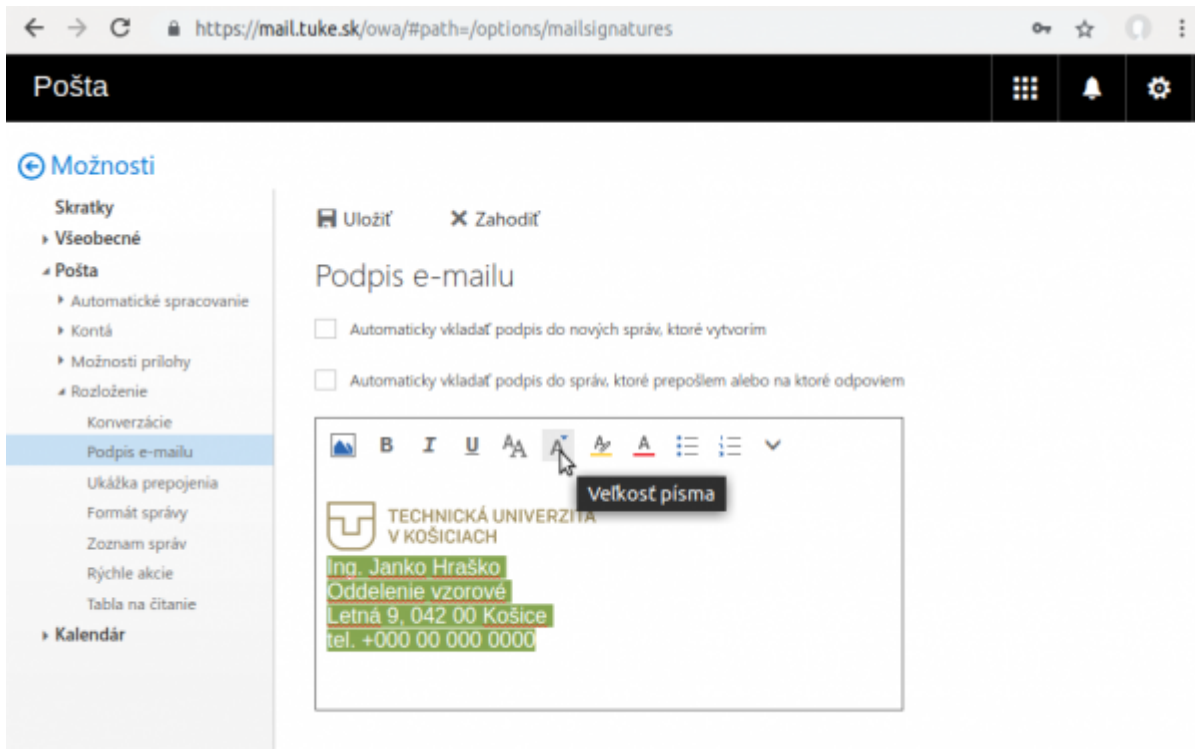 https://mail.tuke.sk/owa/#path=/options/mailsignatures
Pošta
Možnosti
Skratky
Všeobecné
Pošta
Automatické spracovanie
Kontá
Možnosti prílohy
Rozloženie
Konverzácie
Podpis e-mailu
Ukážka prepojenia
Formát správy
Zoznam správ
Rýchle akcie
Tabla na čítanie
Kalendár
Uložiť Zahodiť
Podpis e-mailu
Automaticky vkladať podpis do nových správ, ktoré vytvorím
Automaticky vkladať podpis do správ, ktoré prepošlem alebo na ktoré odpoviem
B I U AA A A A
Veľkosť písma
TECHNICKÁ UNIVERZITA
V KOŠICIACH
Ing. Janko Hraško
Oddelenie vzorové
Letná 9, 042 00 Košice
tel. +000 00 000 0000